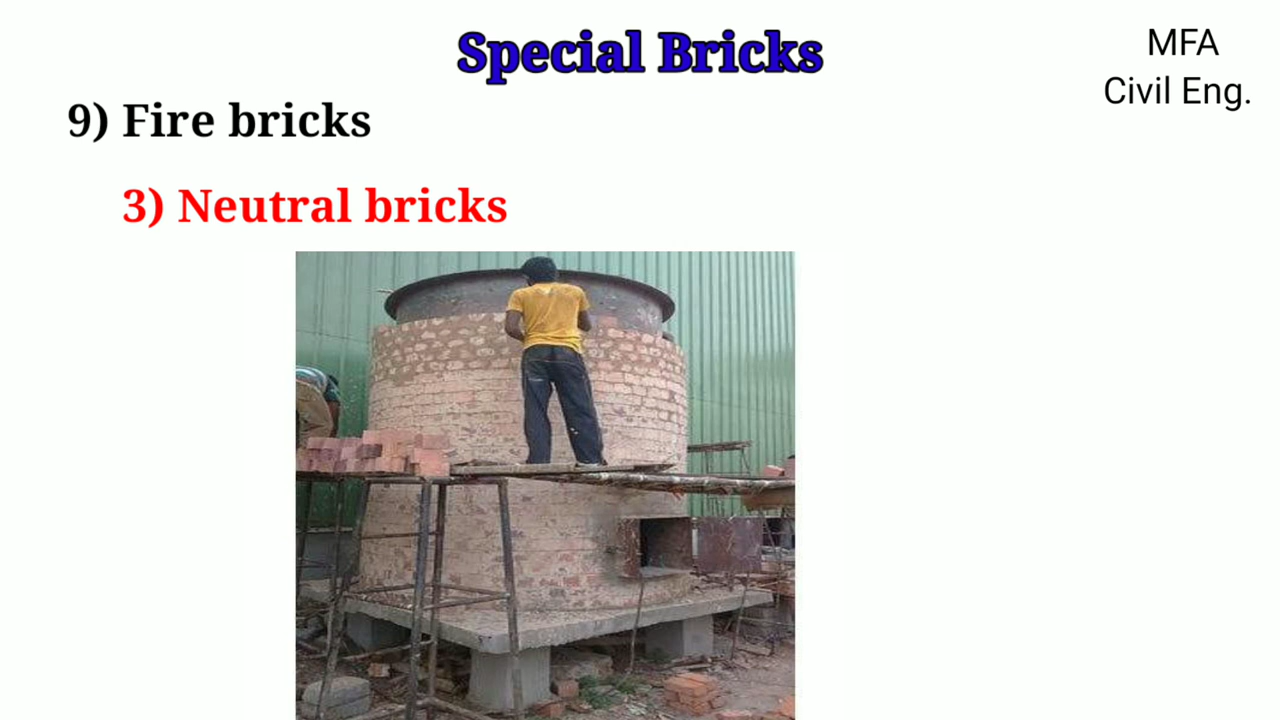 Special Bricks
MFA
Civil Eng.
9) Fire bricks
3) Neutral bricks